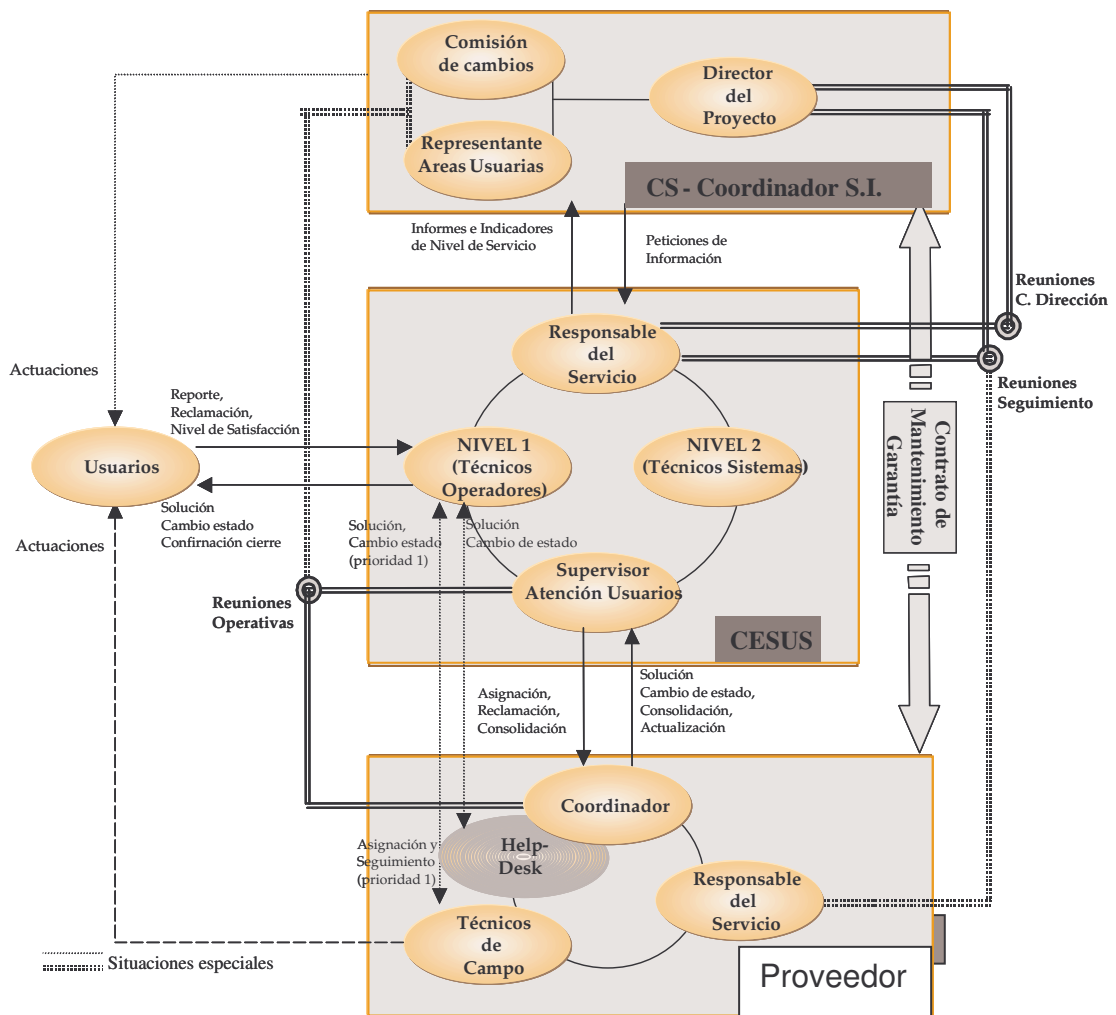 Comisión
de cambios
Director
del
Proyecto
Representante
Areas Usuarias
CS - Coordinador S.I.
Informes e Indicadores
de Nivel de Servicio
Peticiones de
Información
Reuniones
C. Dirección
Responsable
del
Servicio
Reuniones
Seguimiento
Actuaciones
Reporte,
Reclamación,
Nivel de Satisfacción
Usuarios
NIVEL 1
(Técnicos
Operadores)
NIVEL 2
(Técnicos Sistemas)
Contrato de
Mantenimiento
Garantía
Solución
Cambio estado
Confirnación cierre
Actuaciones
Solución,
Cambio estado
(prioridad 1)
Solución
Cambio de estado
Supervisor
Atención Usuarios
Reuniones
Operativas
CESUS
Asignación,
Reclamación,
Consolidación
Solución
Cambio de estado,
Consolidación,
Actualización
Coordinador
Help-
Desk
Asignación y
Seguimiento
(prioridad 1)
Responsable
del
Servicio
Técnicos
de
Campo
Situaciones especiales
Proveedor